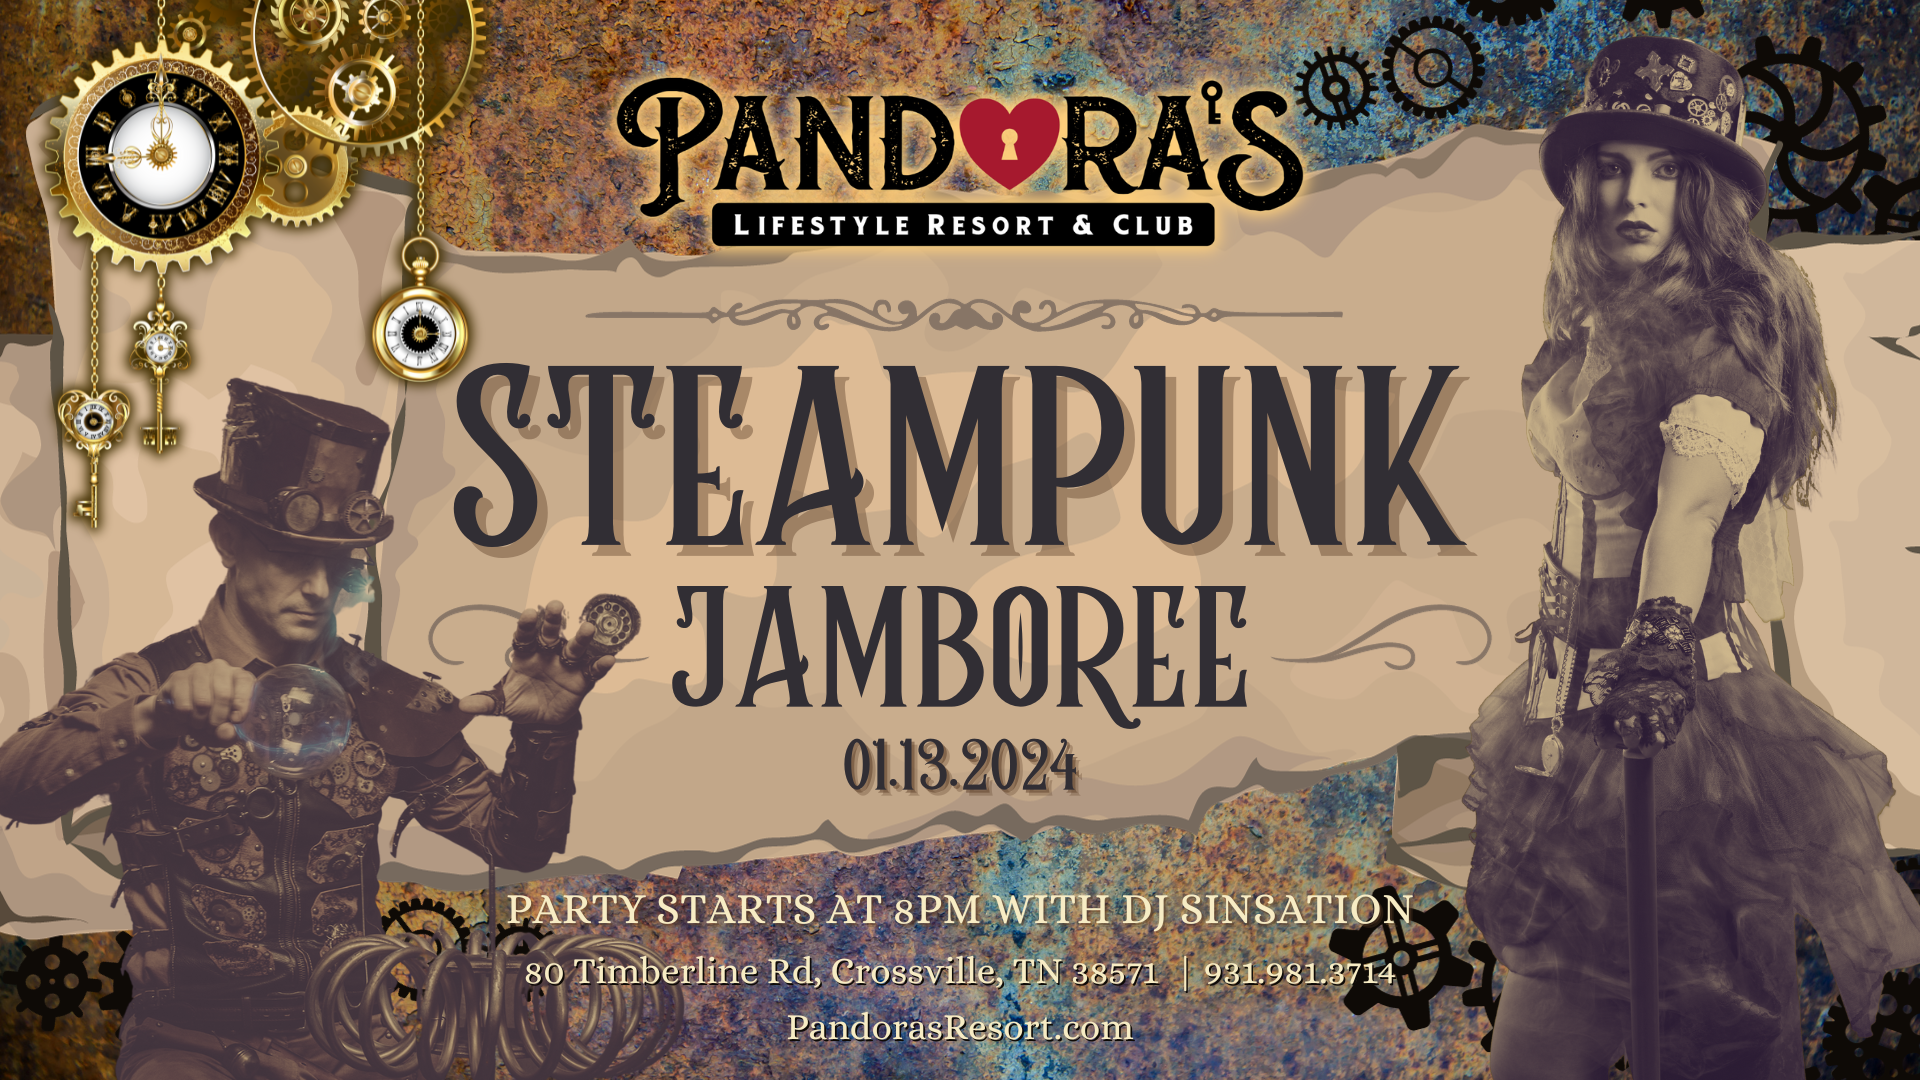 PANDORA'S
LIFESTYLE RESORT & CLUB
STEAMPUNK
JAMBOREE
01.13.2024
PARTY STARTS AT 8PM WITH DJ SINSATION
80 Timberline Rd, Crossville, TN 38571 | 931.981.3714
PandorasResort.com